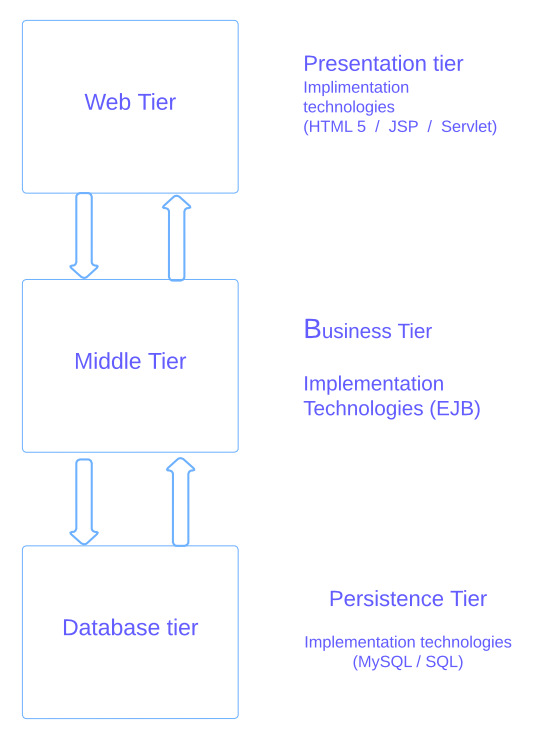 Web Tier
Presentation tier
Implimentation
technologies
(HTML 5 / JSP / Servlet)
Middle Tier
Business Tier
Implementation
Technologies (EJB)
Database tier
Persistence Tier
Implementation technologies
(MySQL / SQL)